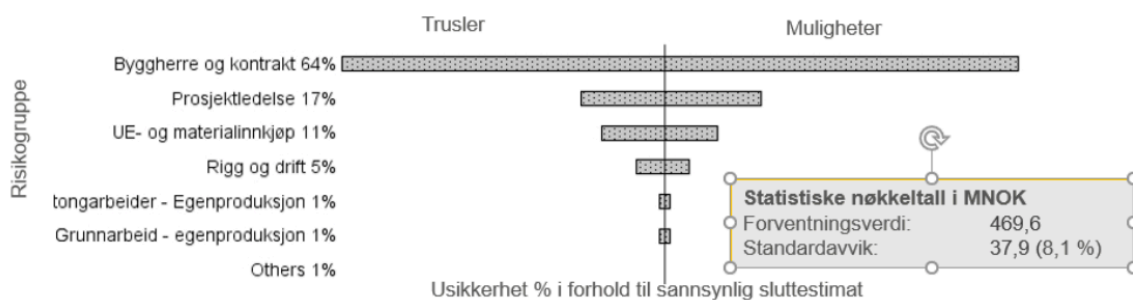 Trusler
Muligheter
Risikogruppe
Byggherre og kontrakt 64%
Prosjektledelse 17%
UE- og materialinnkjøp 11%
Rigg og drift 5%
tongarbeider - Egenproduksjon 1%
Grunnarbeid - egenproduksjon 1%
Others 1%
Statistiske nøkkeltall i MNOK
Forventningsverdi: 469,6
Standardavvik: 37,9 (8,1 %)
Usikkerhet % i forhold til sannsynlig sluttestimat